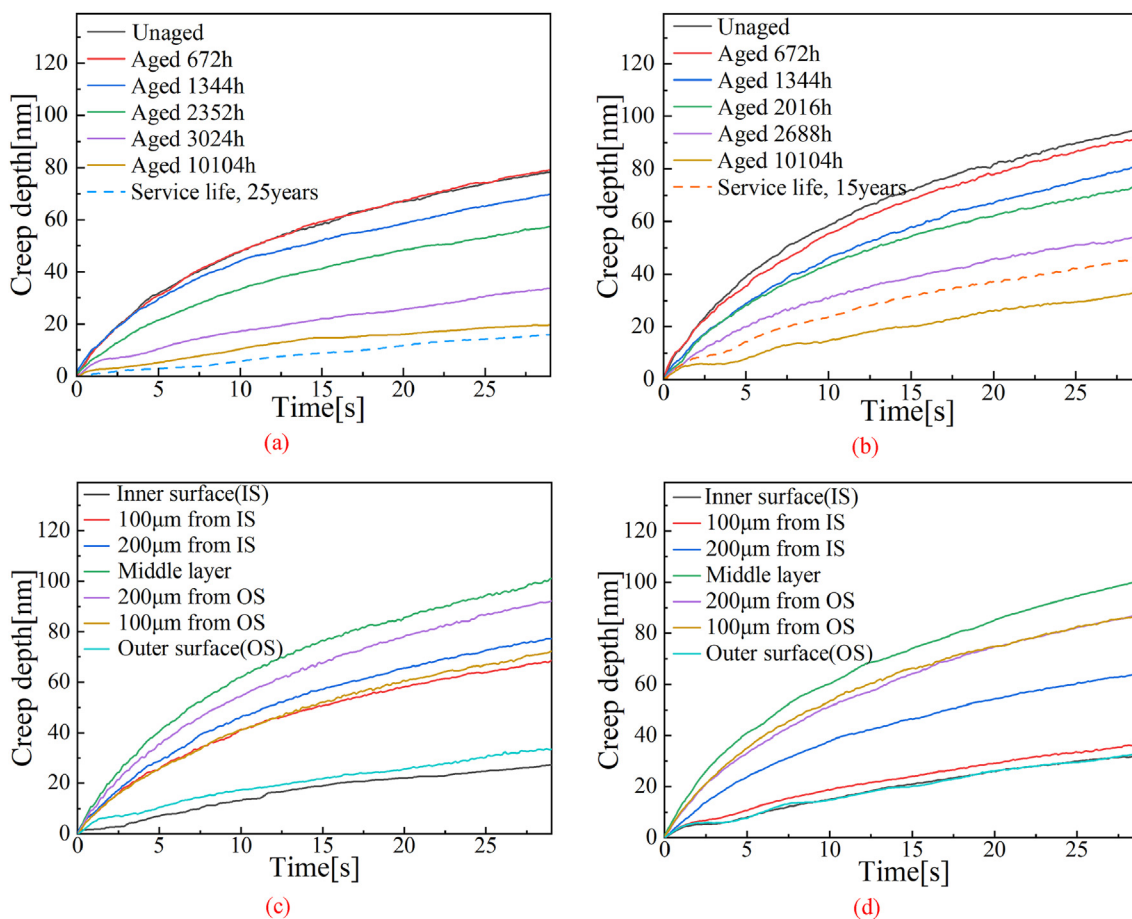 Unaged
Aged 672h
Aged 1344h
Aged 2352h
Aged 3024h
Aged 10104h
Service life, 25years
Creep depth[nm]
120
100
80
60
40
20
0
0
5
10
15
20
25
Time[s]
(a)
Unaged
Aged 672h
Aged 1344h
Aged 2016h
Aged 2688h
Aged 10104h
Service life, 15years
Creep depth[nm]
120
100
80
60
40
20
0
0
5
10
15
20
25
Time[s]
(b)
Inner surface(IS)
100μm from IS
200μm from IS
Middle layer
200μm from OS
100μm from OS
Outer surface(OS)
Creep depth[nm]
120
100
80
60
40
20
0
0
5
10
15
20
25
Time[s]
(c)
Inner surface(IS)
100μm from IS
200μm from IS
Middle layer
200μm from OS
100μm from OS
Outer surface(OS)
Creep depth[nm]
120
100
80
60
40
20
0
0
5
10
15
20
25
Time[s]
(d)